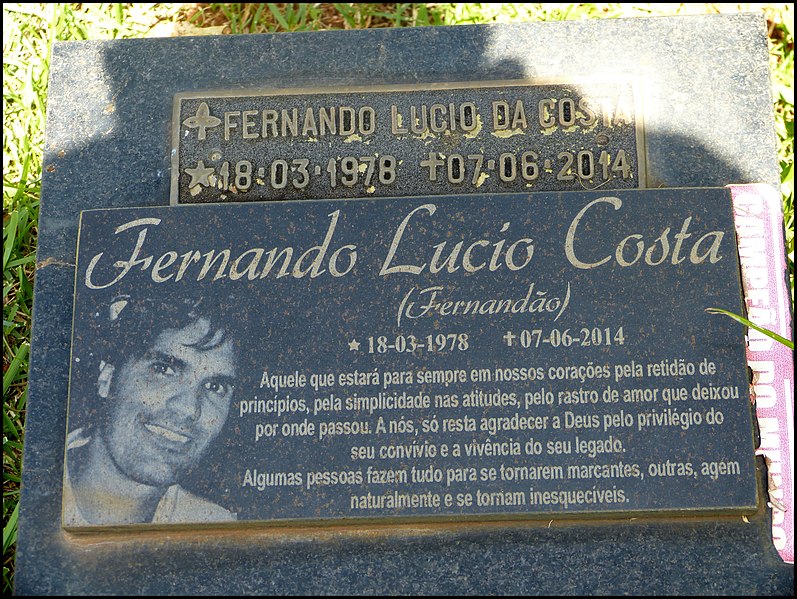 FERNANDO LUCIO DA COSTA
18·03·1978 ✝07·06·2014
Fernando Lucio Costa
(Fernandão)
★ 18-03-1978 ✝07-06-2014
Aquele que estará para sempre em nossos corações pela retidão de
princípios, pela simplicidade nas atitudes, pelo rastro de amor que deixou
por onde passou. A nós, só resta agradecer a Deus pelo privilégio do
seu convívio e a vivência do seu legado.
Algumas pessoas fazem tudo para se tornarem marcantes, outras, agem
naturalmente e se tornam inesquecíveis.
CAMPEÃO DO MUNDO